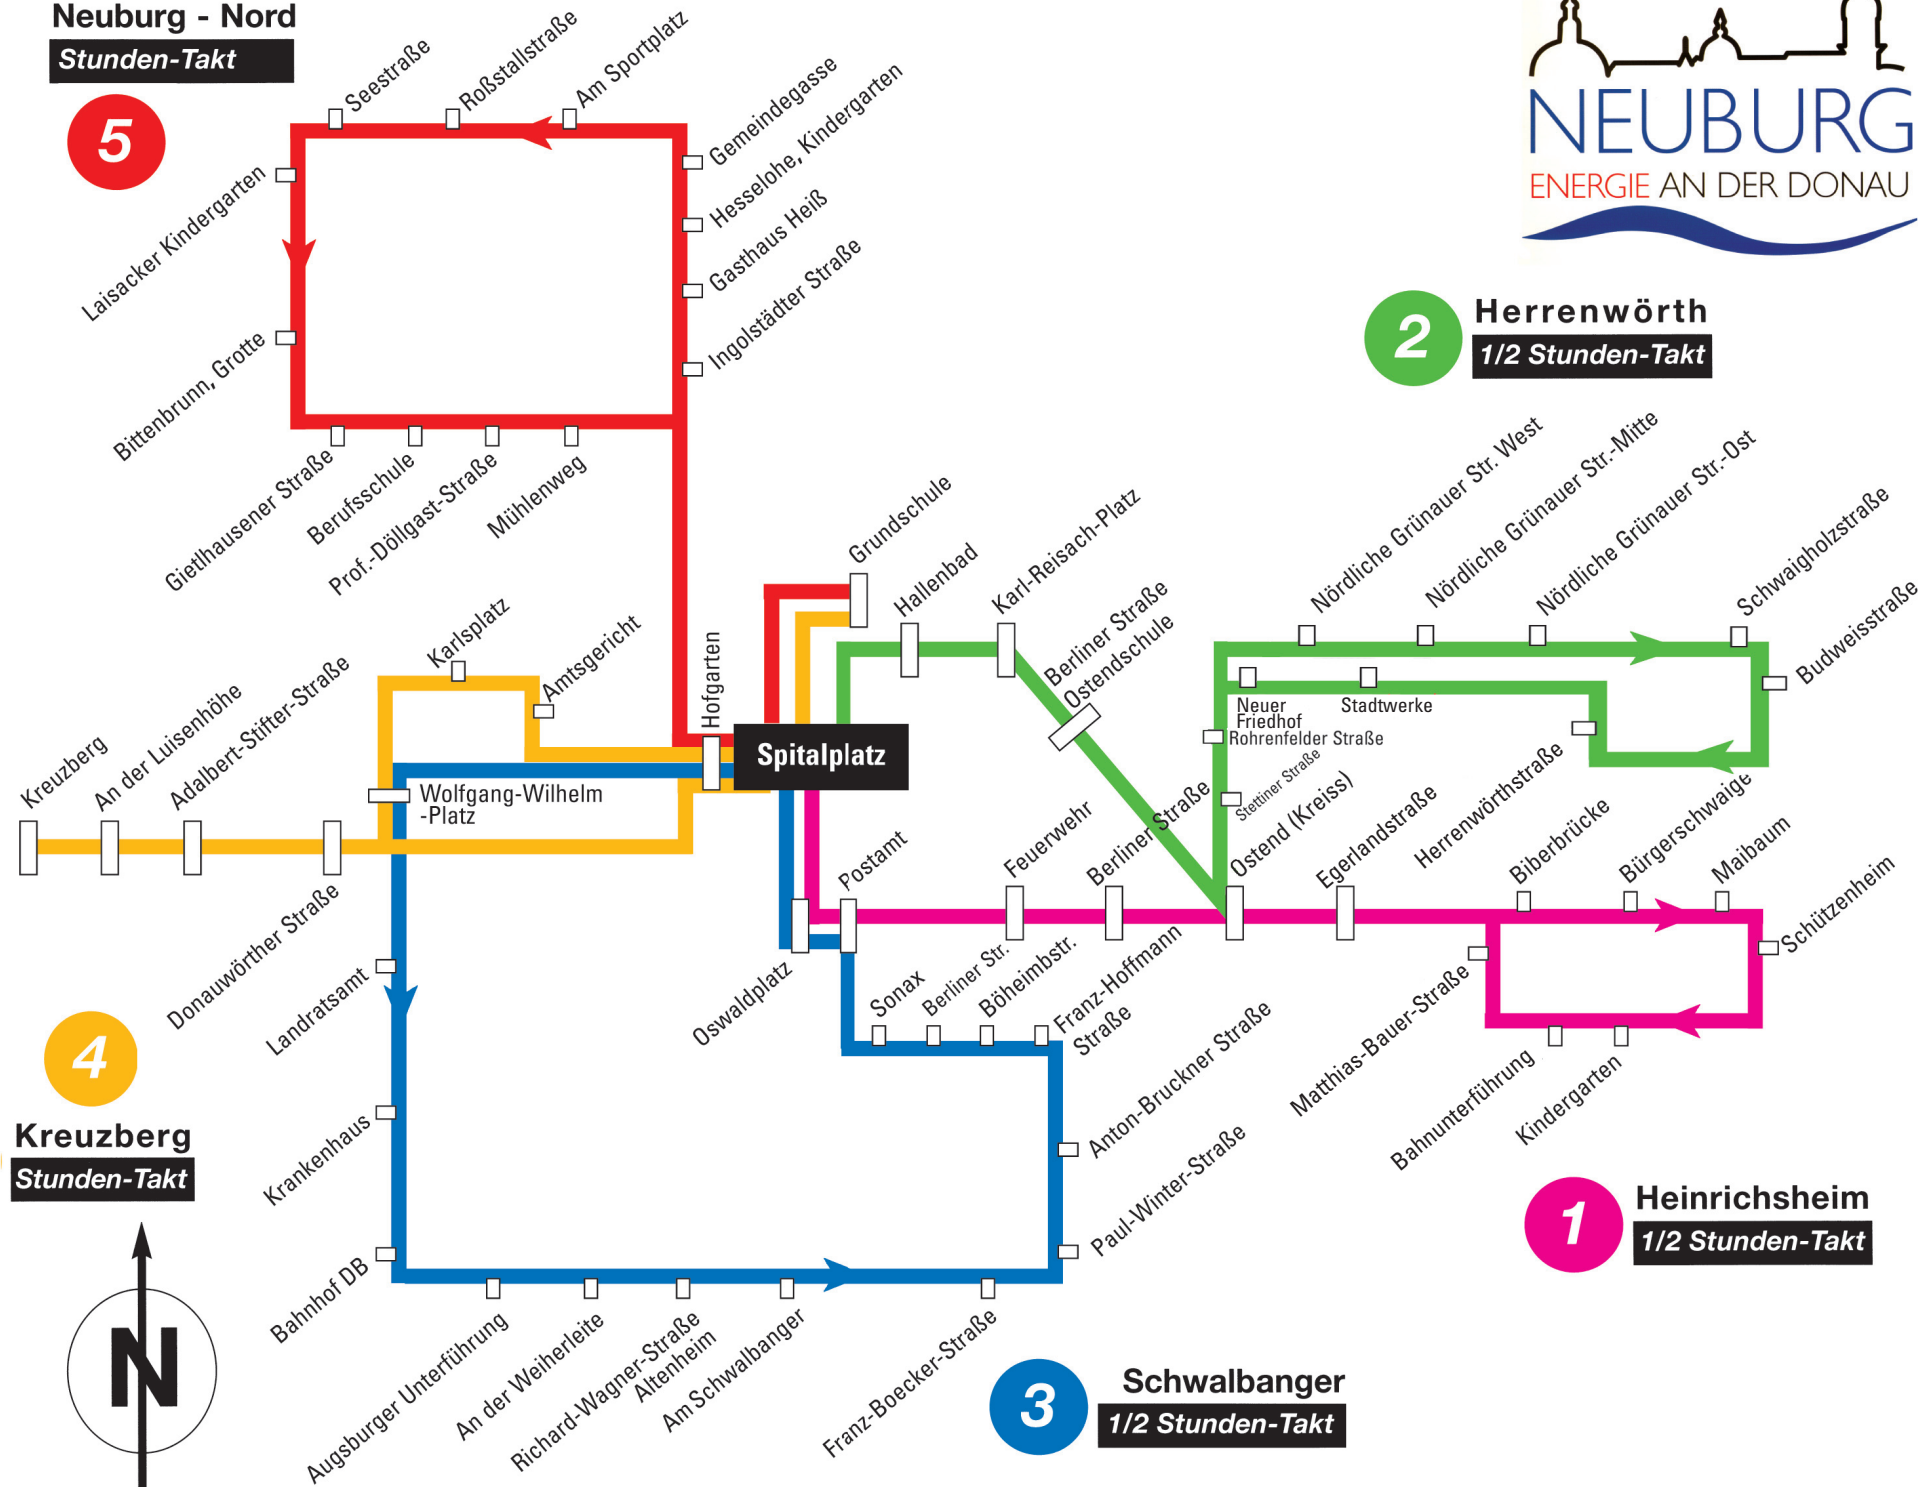 Neuburg - Nord
Stunden-Takt
5
Seestraße
Roßstallstraße
Am Sportplatz
Gemeindegasse
Hesselohe, Kindergarten
Gasthaus Heiß
Ingolstädter Straße
Laisacker Kindergarten
Bittenbrunn, Grotte
Gietlhausener Straße
Berufsschule
Prof.-Döllgast-Straße
Mühlenweg
NEUBURG
ENERGIE AN DER DONAU
2
Herrenwörth
1/2 Stunden-Takt
Grundschule
Hallenbad
Karl-Reisach-Platz
Berliner Straße
Ostendschule
Nördliche Grünauer Str. West
Nördliche Grünauer Str.-Mitte
Nördliche Grünauer Str.-Ost
Schwaigholzstraße
Budweisstraße
Neuer
Friedhof
Stadtwerke
Rohrenfelder Straße
Stettiner Straße
Herrenwörthstraße
Bürgerschwaige
Karlsplatz
Amtsgericht
Hofgarten
Spitalplatz
Kreuzberg
An der Luisenhöhe
Adalbert-Stifter-Straße
Wolfgang-Wilhelm
-Platz
Donauwörther Straße
Postamt
Feuerwehr
Berliner Straße
Ostend (Kreiss)
Egerlandstraße
Biberbrücke
Maibaum
Schützenheim
Matthias-Bauer-Straße
Bahnunterführung
Kindergarten
Oswaldplatz
Sonax
Berliner Str.
Böheimbstr.
Franz-Hoffmann
Straße
Anton-Bruckner Straße
Paul-Winter-Straße
Landratsamt
Krankenhaus
Bahnhof DB
Augsburger Unterführung
An der Weiherleite
Richard-Wagner-Straße
Altenheim
Am Schwalbanger
Franz-Boecker-Straße
4
Kreuzberg
Stunden-Takt
N
1
Heinrichsheim
1/2 Stunden-Takt
3
Schwalbanger
1/2 Stunden-Takt